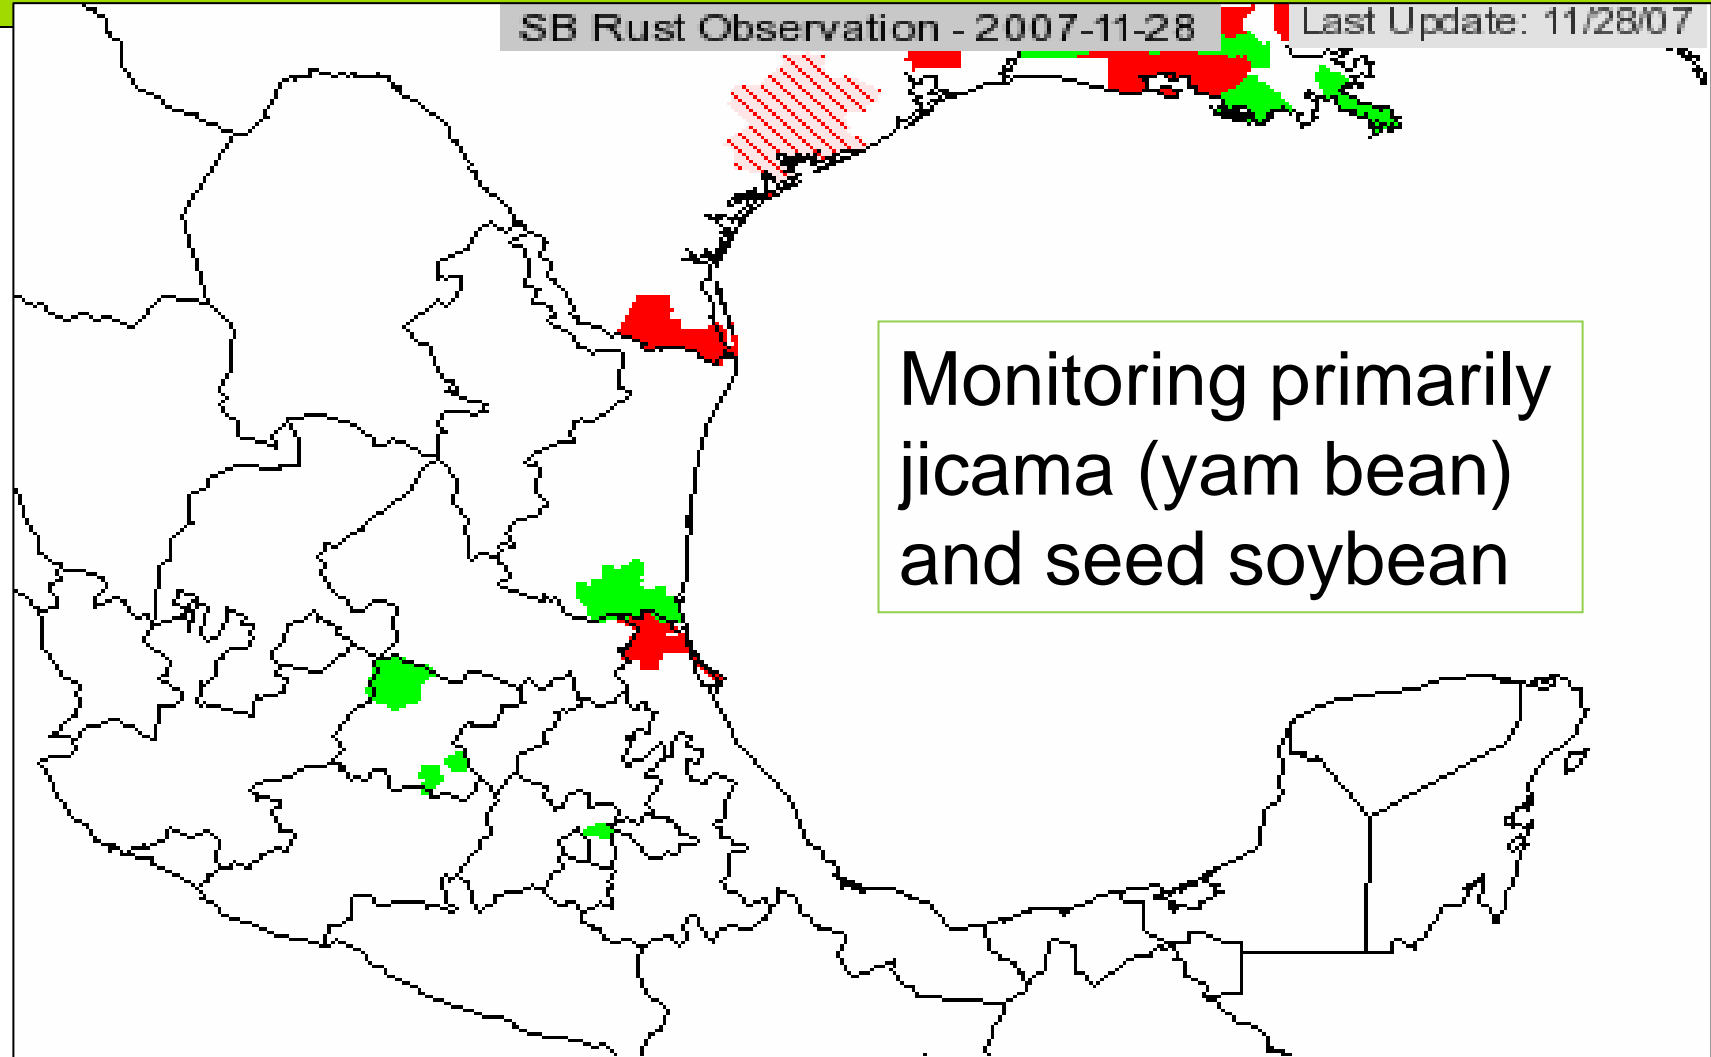 SB Rust Observation - 2007-11-28
Last Update: 11/28/07
Monitoring primarily
jicama (yam bean)
and seed soybean